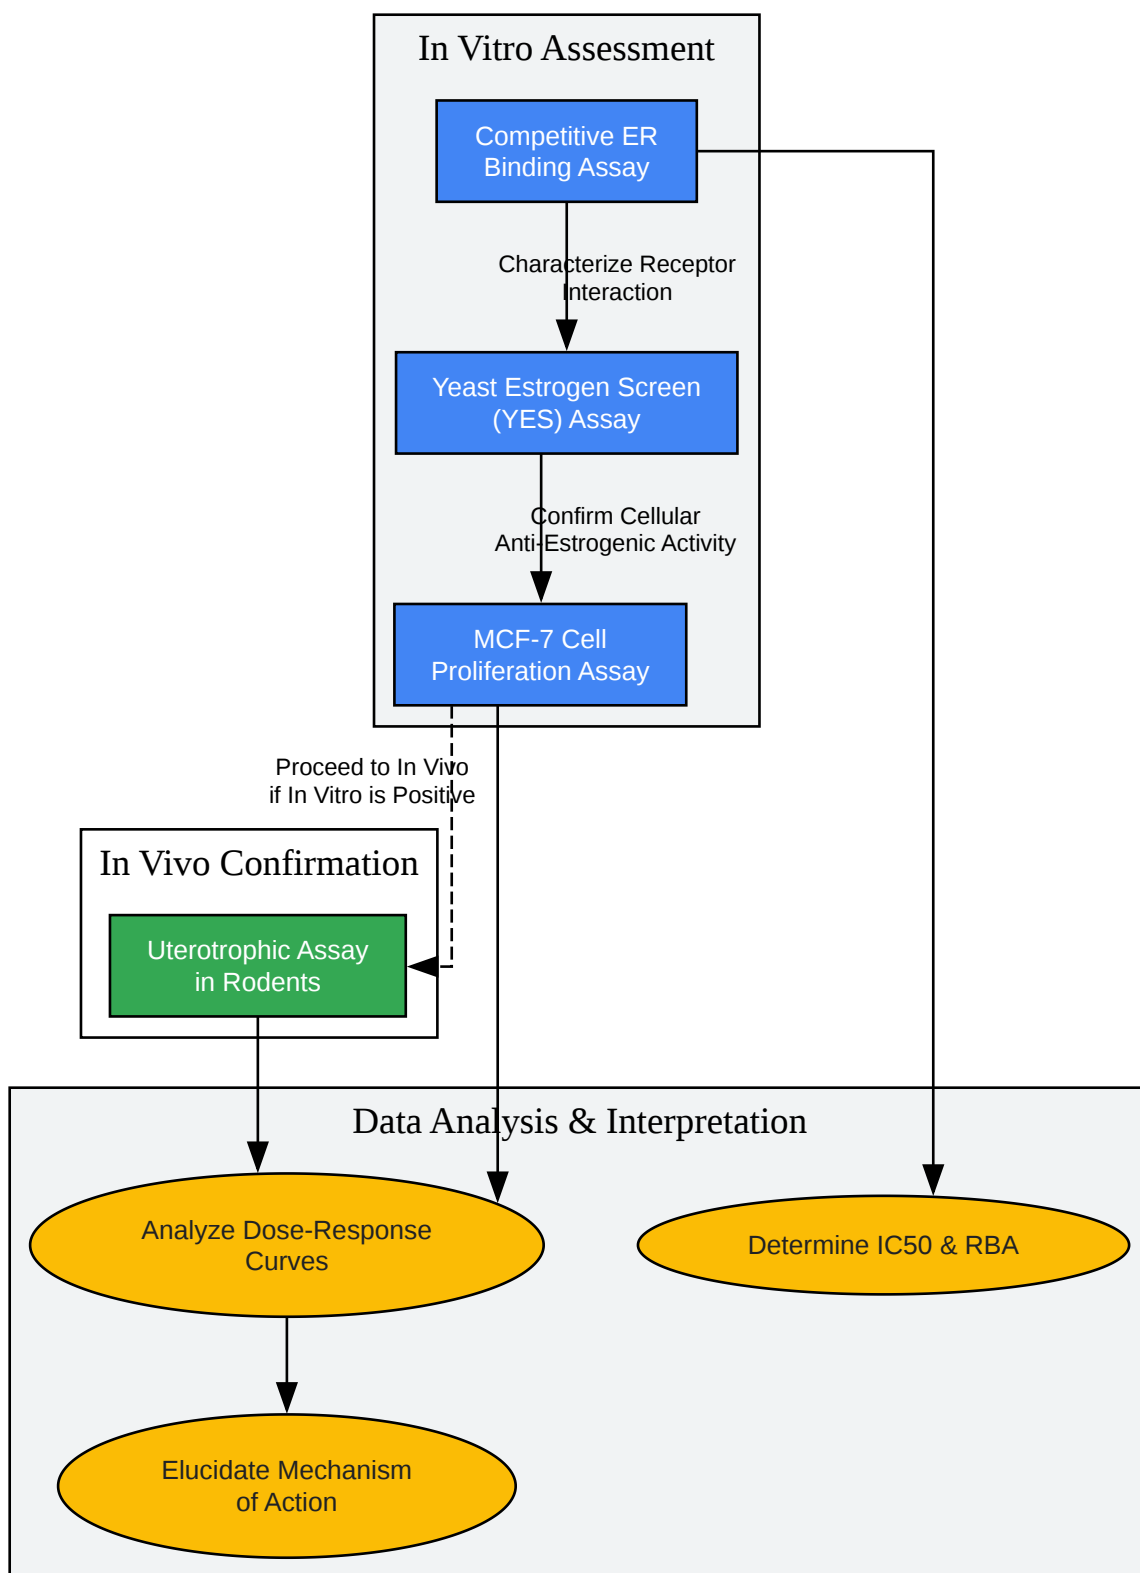 In Vitro Assessment
Competitive ER
Binding Assay
Characterize Receptor
Interaction
Yeast Estrogen Screen
(YES) Assay
Confirm Cellular
Anti-Estrogenic Activity
MCF-7 Cell
Proliferation Assay
Proceed to In Vivo
if In Vitro is Positive
In Vivo Confirmation
Uterotrophic Assay
in Rodents
Data Analysis & Interpretation
Analyze Dose-Response
Curves
Determine IC50 & RBA
Elucidate Mechanism
of Action